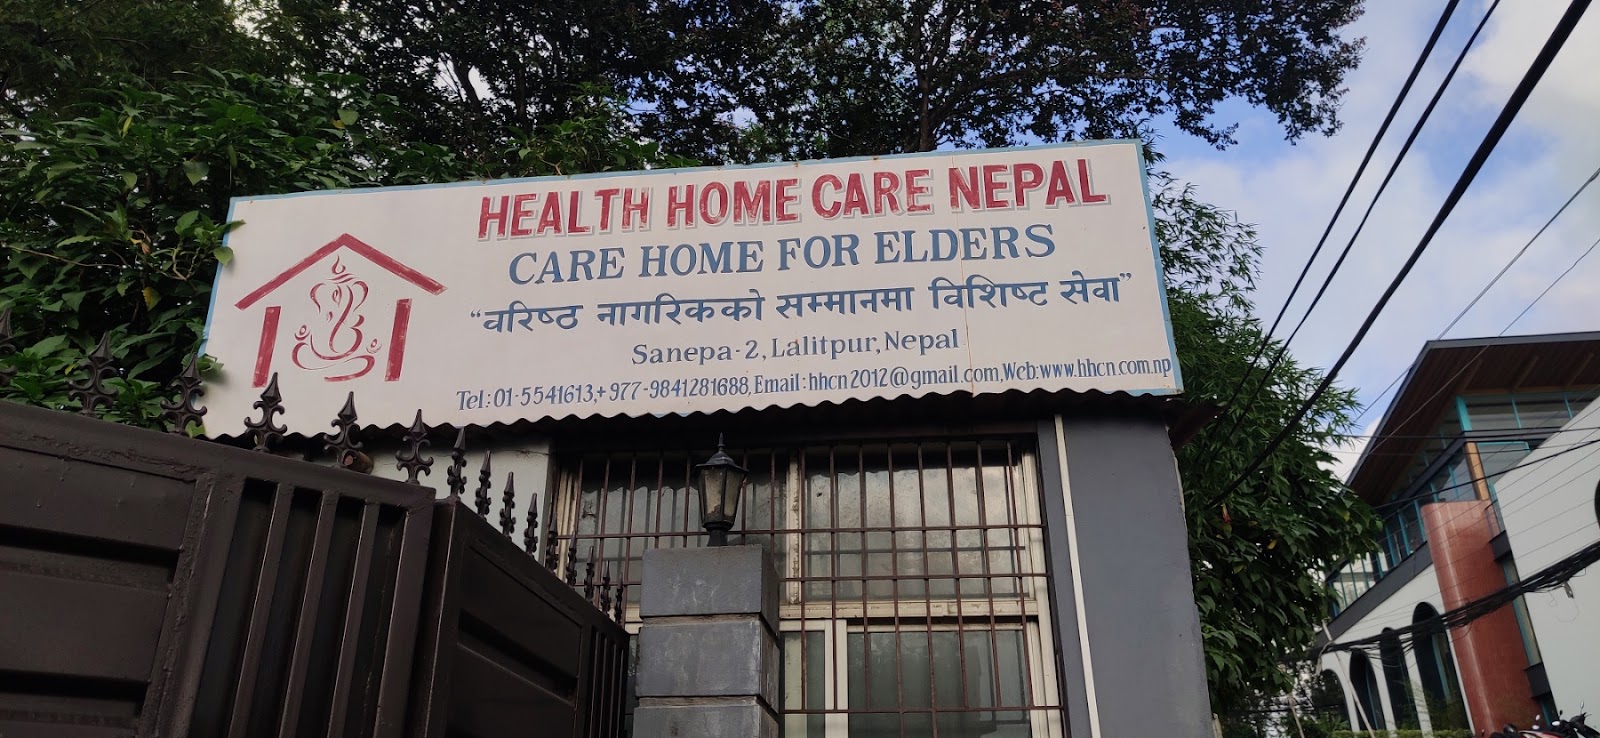 HEALTH HOME CARE NEPAL
CARE HOME FOR ELDERS
“वरिष्ठ नागरिकको सम्मानमा विशिष्ट सेवा”
Sanepa-2, Lalitpur, Nepal
Tel: 01-5541613,+977-9841281688, Email: hhcn2012@gmail.com, Web: www.hhcn.com.np